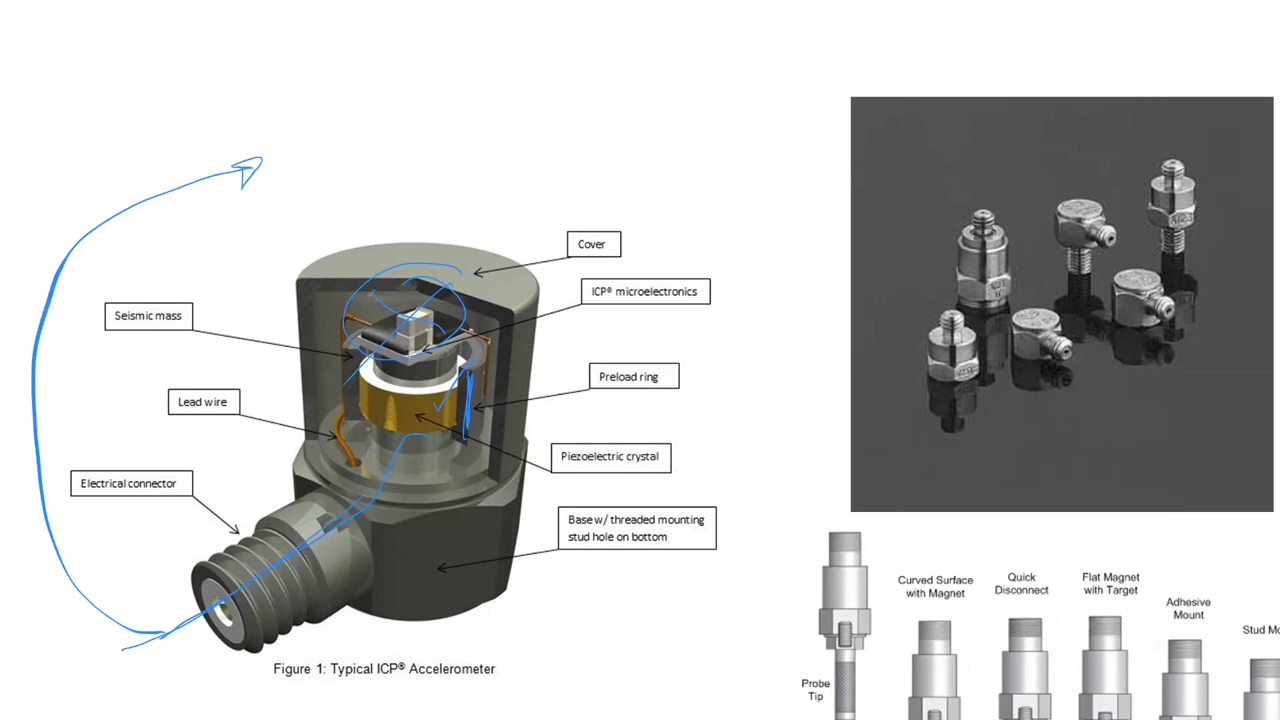 Cover
ICP® microelectronics
Seismic mass
Preload ring
Lead wire
Piezoelectric crystal
Electrical connector
Base w/ threaded mounting
stud hole on bottom
Figure 1: Typical ICP® Accelerometer
Curved Surface
with Magnet
Quick
Disconnect
Flat Magnet
with Target
Adhesive
Mount
Stud Mo
Probe
Tip